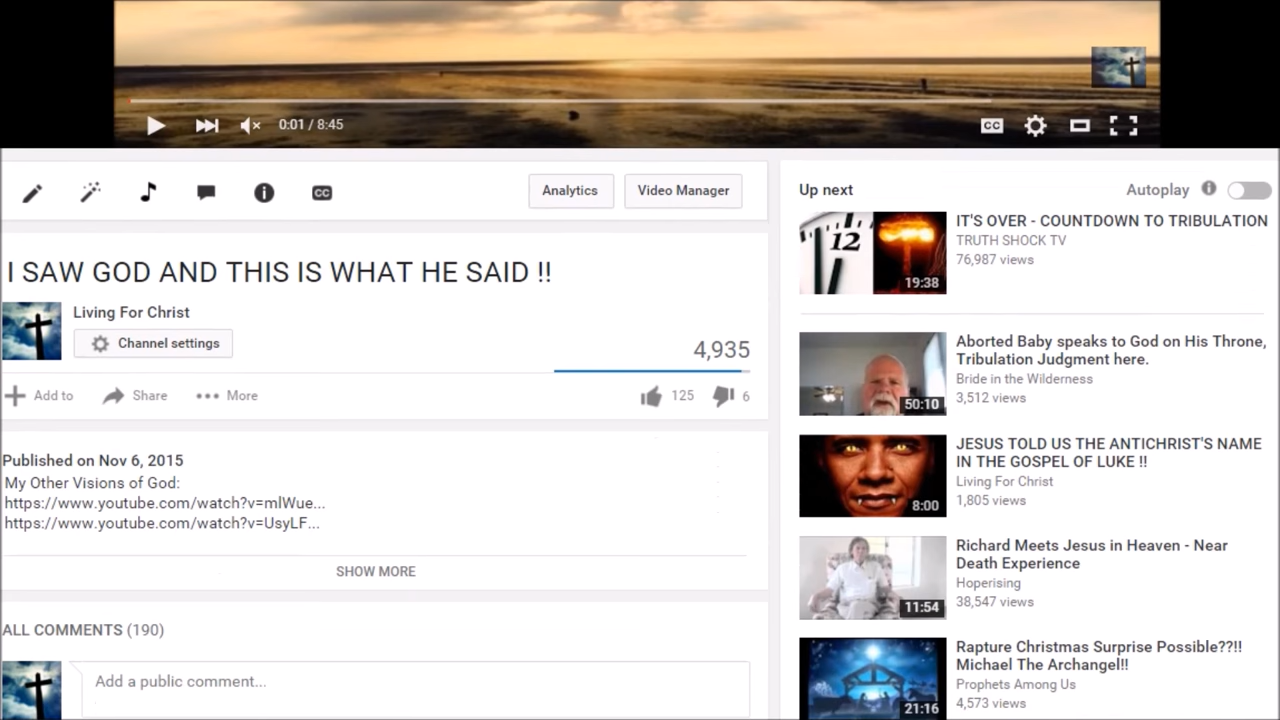 0:01 / 8:45
CC
CC
Analytics
Video Manager
I SAW GOD AND THIS IS WHAT HE SAID !!
Living For Christ
Channel settings
4,935
Add to
Share
More
125
6
Published on Nov 6, 2015
My Other Visions of God:
https://www.youtube.com/watch?v=mlWue...
https://www.youtube.com/watch?v=UsyLF...
SHOW MORE
ALL COMMENTS (190)
Add a public comment...
Up next
Autoplay
12
19:38
IT'S OVER - COUNTDOWN TO TRIBULATION
TRUTH SHOCK TV
76,987 views
50:10
Aborted Baby speaks to God on His Throne,
Tribulation Judgment here.
Bride in the Wilderness
3,512 views
8:00
JESUS TOLD US THE ANTICHRIST'S NAME
IN THE GOSPEL OF LUKE !!
Living For Christ
1,805 views
11:54
Richard Meets Jesus in Heaven - Near
Death Experience
Hoperising
38,547 views
21:16
Rapture Christmas Surprise Possible??!!
Michael The Archangel!!
Prophets Among Us
4,573 views